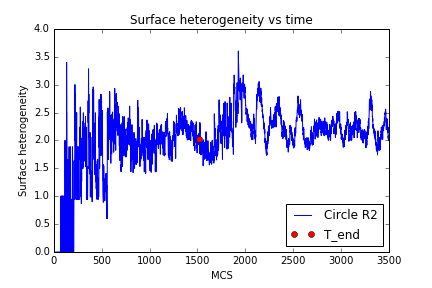 Surface heterogeneity vs time
Surface heterogeneity
4.0
3.5
3.0
2.5
2.0
1.5
1.0
0.5
0.0
0 500 1000 1500 2000 2500 3000 3500
MCS
Circle R2
T_end